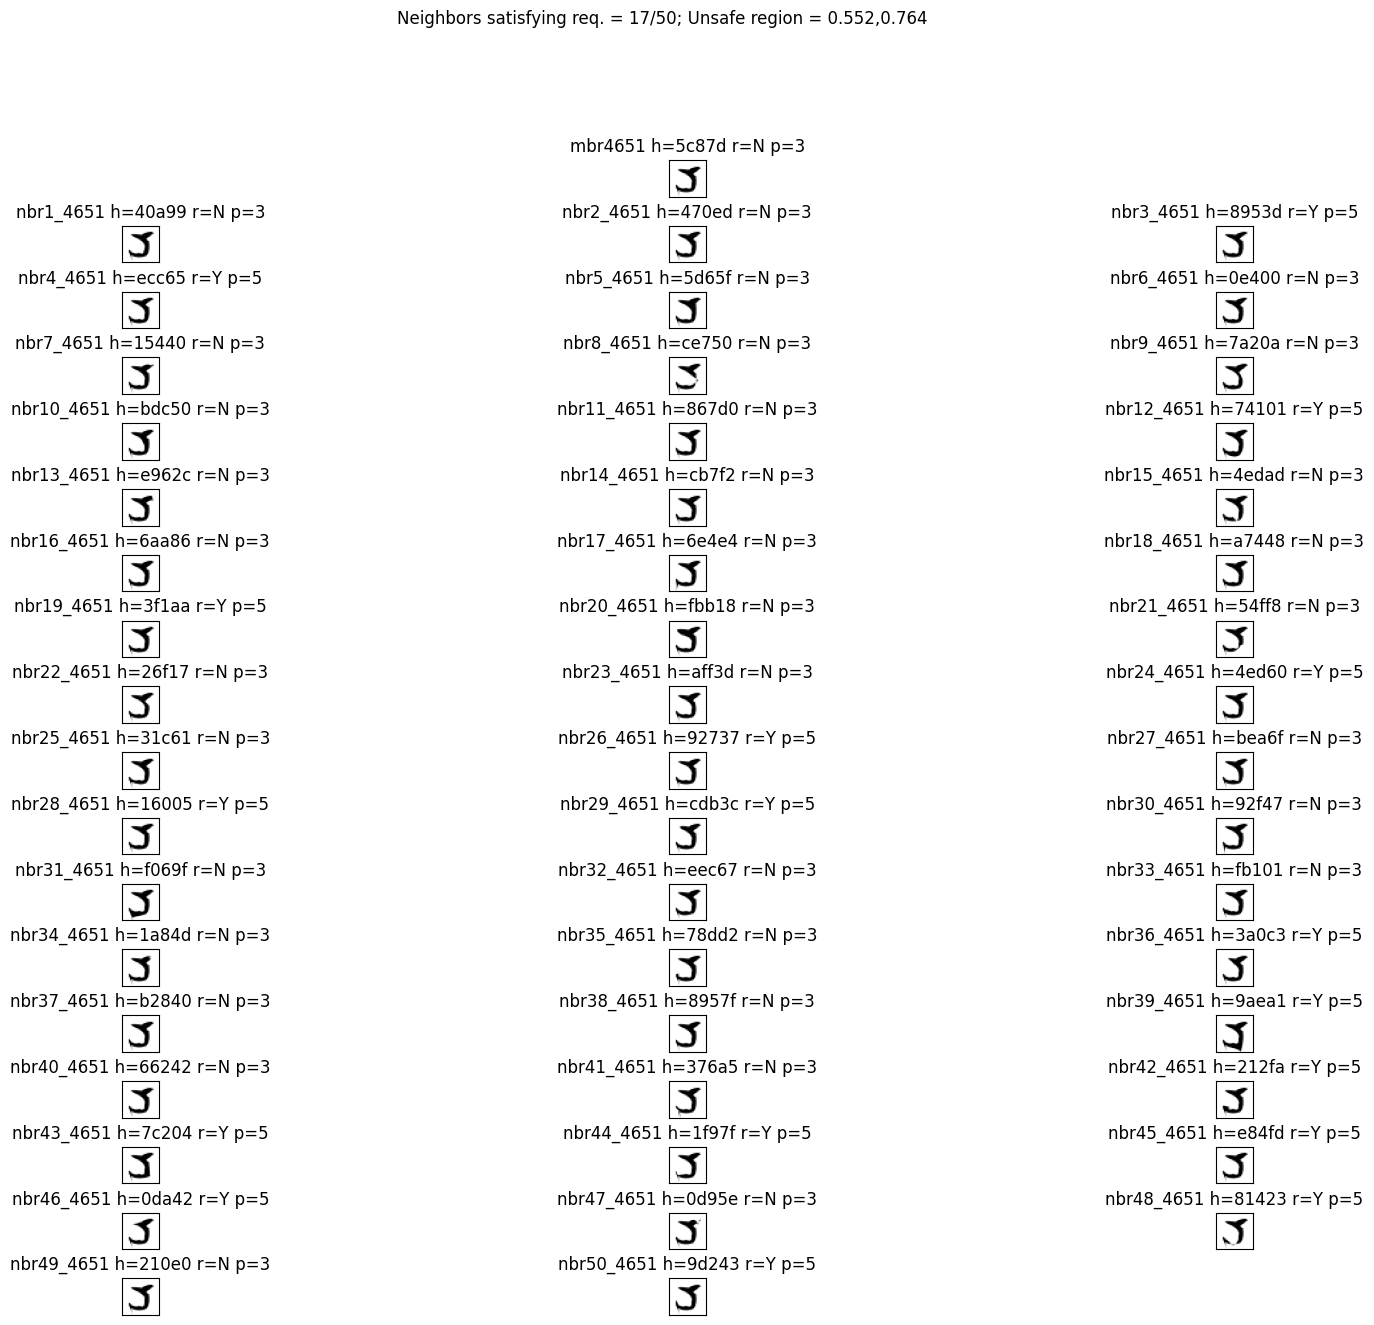 Neighbors satisfying req. = 17/50; Unsafe region = 0.552,0.764
mbr4651 h=5c87d r=N p=3
nbr1_4651 h=40a99 r=N p=3
nbr2_4651 h=470ed r=N p=3
nbr3_4651 h=8953d r=Y p=5
nbr4_4651 h=ecc65 r=Y p=5
nbr5_4651 h=5d65f r=N p=3
nbr6_4651 h=0e400 r=N p=3
nbr7_4651 h=15440 r=N p=3
nbr8_4651 h=ce750 r=N p=3
nbr9_4651 h=7a20a r=N p=3
nbr10_4651 h=bdc50 r=N p=3
nbr11_4651 h=867d0 r=N p=3
nbr12_4651 h=74101 r=Y p=5
nbr13_4651 h=e962c r=N p=3
nbr14_4651 h=cb7f2 r=N p=3
nbr15_4651 h=4edad r=N p=3
nbr16_4651 h=6aa86 r=N p=3
nbr17_4651 h=6e4e4 r=N p=3
nbr18_4651 h=a7448 r=N p=3
nbr19_4651 h=3f1aa r=Y p=5
nbr20_4651 h=fbb18 r=N p=3
nbr21_4651 h=54ff8 r=N p=3
nbr22_4651 h=26f17 r=N p=3
nbr23_4651 h=aff3d r=N p=3
nbr24_4651 h=4ed60 r=Y p=5
nbr25_4651 h=31c61 r=N p=3
nbr26_4651 h=92737 r=Y p=5
nbr27_4651 h=bea6f r=N p=3
nbr28_4651 h=16005 r=Y p=5
nbr29_4651 h=cdb3c r=Y p=5
nbr30_4651 h=92f47 r=N p=3
nbr31_4651 h=f069f r=N p=3
nbr32_4651 h=eec67 r=N p=3
nbr33_4651 h=fb101 r=N p=3
nbr34_4651 h=1a84d r=N p=3
nbr35_4651 h=78dd2 r=N p=3
nbr36_4651 h=3a0c3 r=Y p=5
nbr37_4651 h=b2840 r=N p=3
nbr38_4651 h=8957f r=N p=3
nbr39_4651 h=9aea1 r=Y p=5
nbr40_4651 h=66242 r=N p=3
nbr41_4651 h=376a5 r=N p=3
nbr42_4651 h=212fa r=Y p=5
nbr43_4651 h=7c204 r=Y p=5
nbr44_4651 h=1f97f r=Y p=5
nbr45_4651 h=e84fd r=Y p=5
nbr46_4651 h=0da42 r=Y p=5
nbr47_4651 h=0d95e r=N p=3
nbr48_4651 h=81423 r=Y p=5
nbr49_4651 h=210e0 r=N p=3
nbr50_4651 h=9d243 r=Y p=5